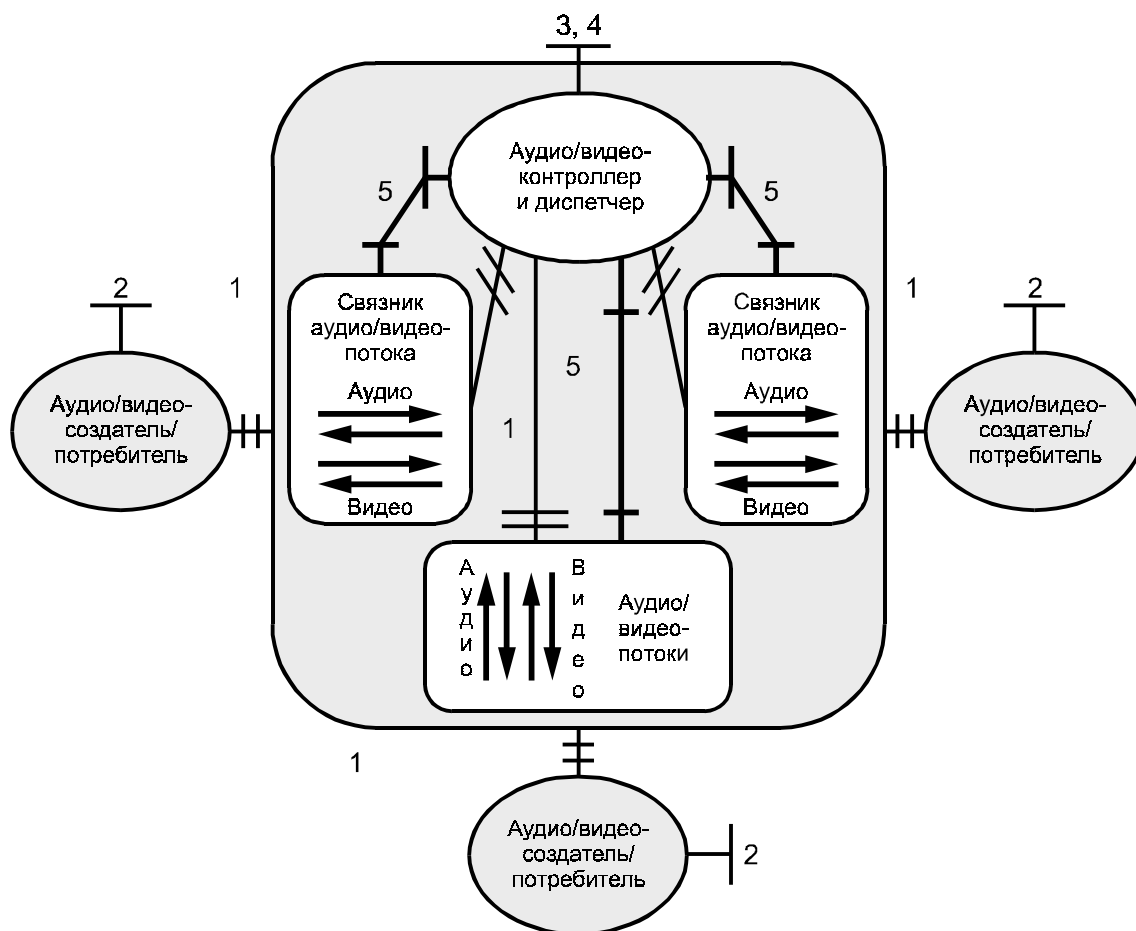 3, 4
Аудио/видео-
контроллер
и диспетчер
5
5
2
1
Связник
аудио/видео-
потока
Аудио
Видео
Связник
аудио/видео-
потока
Аудио
Видео
1
2
Аудио/видео-
создатель/
потребитель
5
1
Аудио/видео-
создатель/
потребитель
Аудио
Видео
Аудио/
видео-
потоки
1
Аудио/видео-
создатель/
потребитель
2